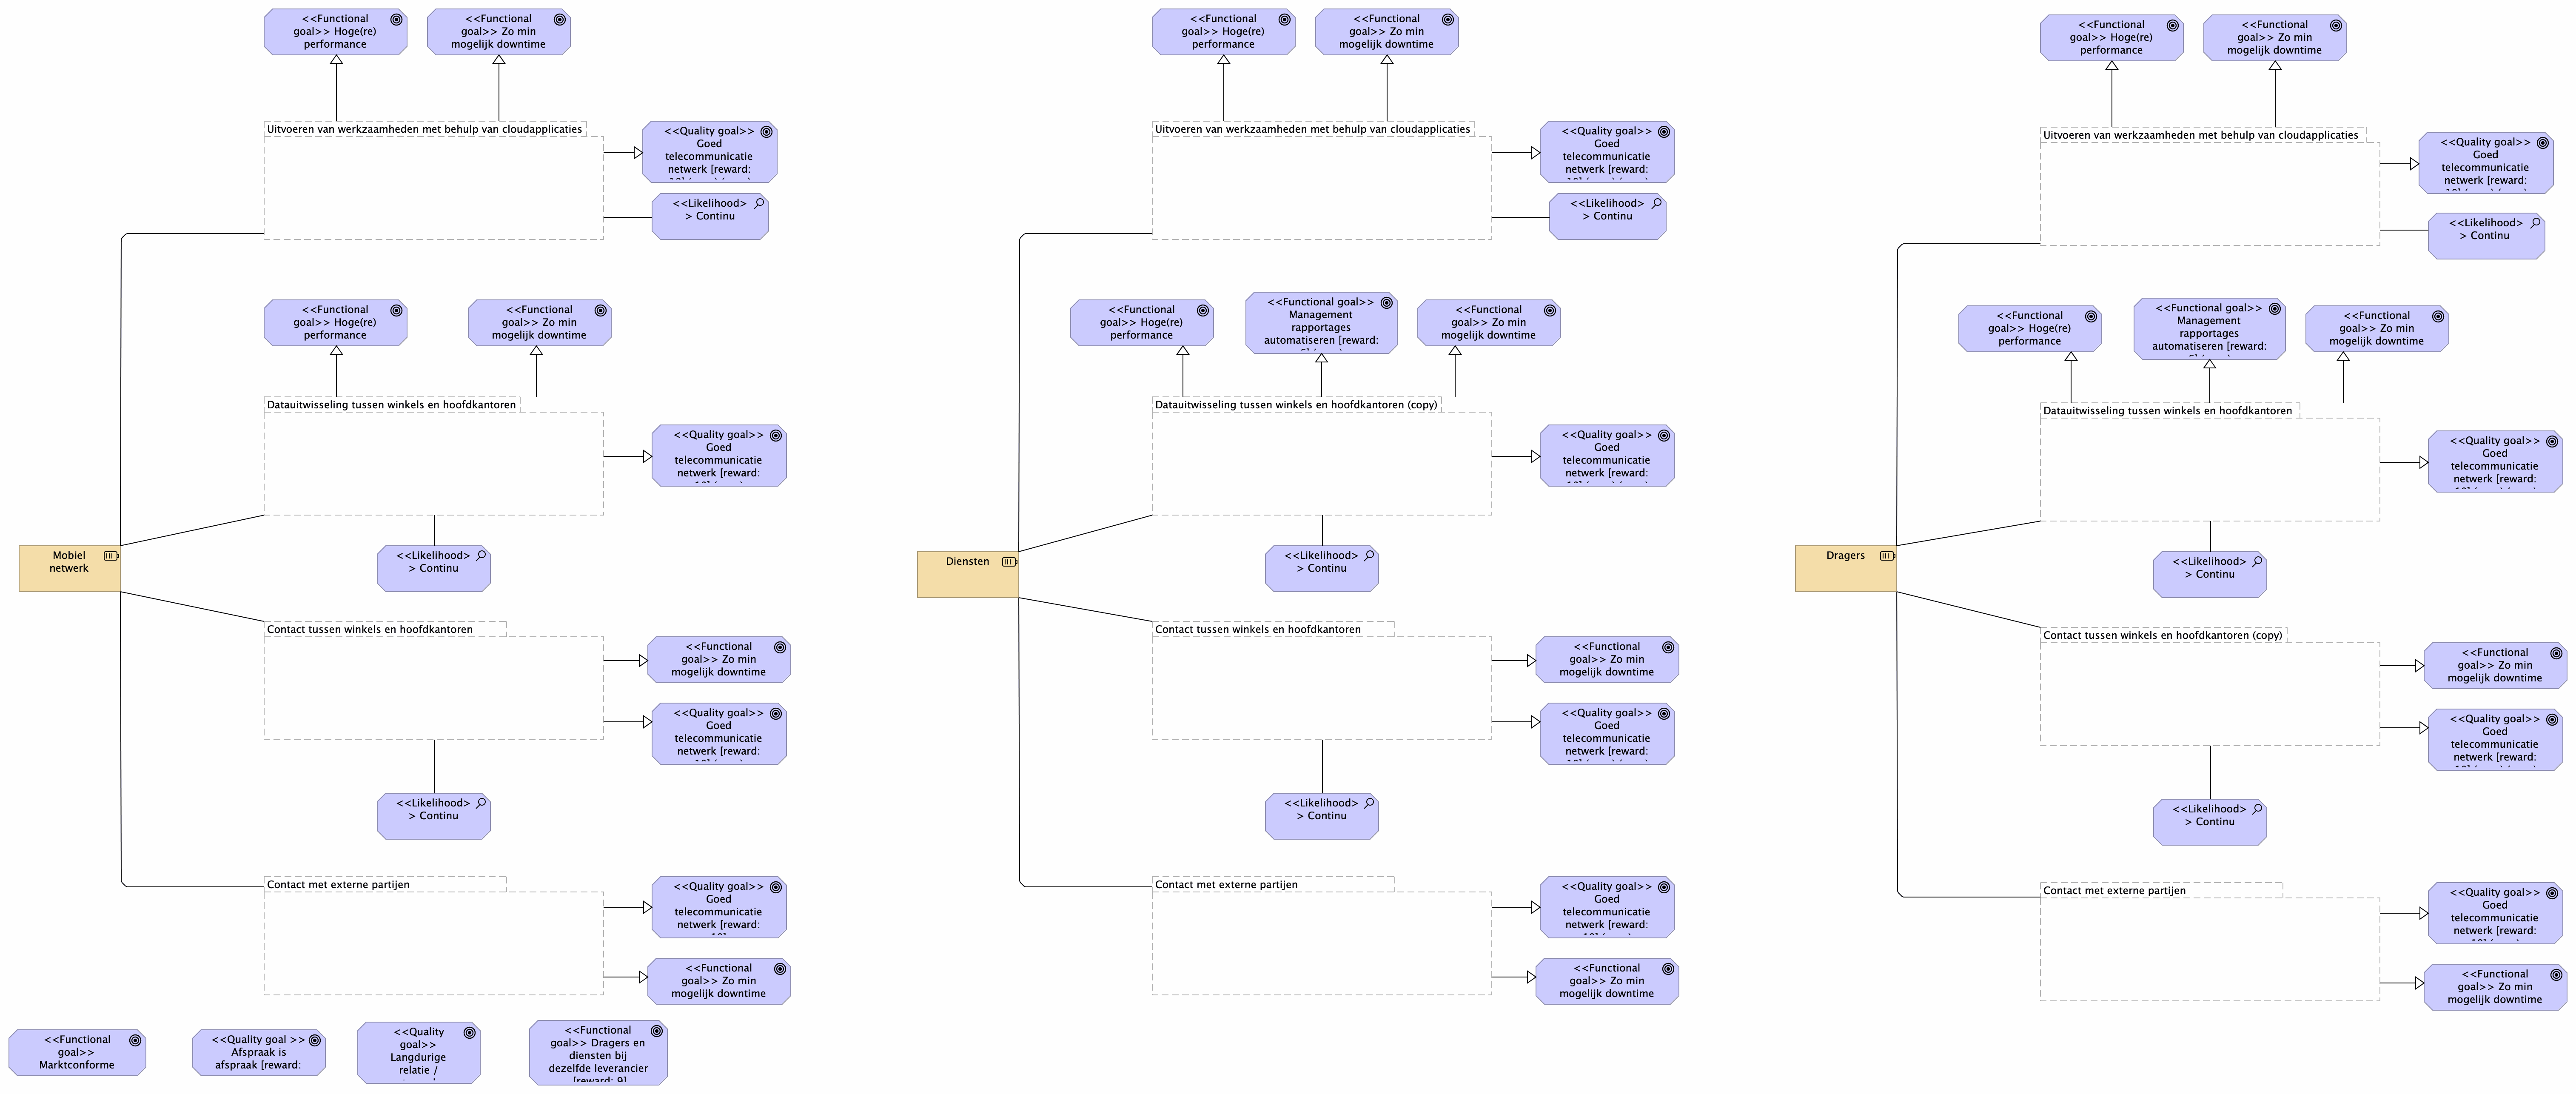 <<Functional
goal>> Hoge(re)
performance
<<Functional
goal>> Zo min
mogelijk downtime
Uitvoeren van werkzaamheden met behulp van cloudapplicaties
<<Quality goal>>
Goed
telecommunicatie
netwerk [reward:
<<Likelihood>
> Continu
<<Functional
goal>> Hoge(re)
performance
<<Functional
goal>> Zo min
mogelijk downtime
Datauitwisseling tussen winkels en hoofdkantoren
<<Quality goal>>
Goed
telecommunicatie
netwerk [reward:
Mobiel
netwerk
<<Likelihood>
> Continu
Contact tussen winkels en hoofdkantoren
<<Functional
goal>> Zo min
mogelijk downtime
<<Quality goal>>
Goed
telecommunicatie
netwerk [reward:
<<Likelihood>
> Continu
Contact met externe partijen
<<Quality goal>>
Goed
telecommunicatie
netwerk [reward:
<<Functional
goal>> Zo min
mogelijk downtime
<<Functional
goal>>
Marktconforme
<<Quality goal >>
Afspraak is
afspraak [reward:
<<Quality
goal>>
Langdurige
relatie /
<<Functional
goal>> Dragers en
diensten bij
dezelfde leverancier
[reward: 9]
<<Functional
goal>> Hoge(re)
performance
<<Functional
goal>> Zo min
mogelijk downtime
Uitvoeren van werkzaamheden met behulp van cloudapplicaties
<<Quality goal>>
Goed
telecommunicatie
netwerk [reward:
<<Likelihood>
> Continu
<<Functional
goal>> Hoge(re)
performance
<<Functional goal>>
Management
rapportages
automatiseren [reward:
<<Functional
goal>> Zo min
mogelijk downtime
Datauitwisseling tussen winkels en hoofdkantoren (copy)
<<Quality goal>>
Goed
telecommunicatie
netwerk [reward:
Diensten
<<Likelihood>
> Continu
Contact tussen winkels en hoofdkantoren
<<Functional
goal>> Zo min
mogelijk downtime
<<Quality goal>>
Goed
telecommunicatie
netwerk [reward:
<<Likelihood>
> Continu
Contact met externe partijen
<<Quality goal>>
Goed
telecommunicatie
netwerk [reward:
<<Functional
goal>> Zo min
mogelijk downtime
<<Functional
goal>> Hoge(re)
performance
<<Functional
goal>> Zo min
mogelijk downtime
Uitvoeren van werkzaamheden met behulp van cloudapplicaties
<<Quality goal>>
Goed
telecommunicatie
netwerk [reward:
<<Likelihood>
> Continu
<<Functional
goal>> Hoge(re)
performance
<<Functional goal>>
Management
rapportages
automatiseren [reward:
<<Functional
goal>> Zo min
mogelijk downtime
Datauitwisseling tussen winkels en hoofdkantoren
<<Quality goal>>
Goed
telecommunicatie
netwerk [reward:
Dragers
<<Likelihood>
> Continu
Contact tussen winkels en hoofdkantoren (copy)
<<Functional
goal>> Zo min
mogelijk downtime
<<Quality goal>>
Goed
telecommunicatie
netwerk [reward:
<<Likelihood>
> Continu
Contact met externe partijen
<<Quality goal>>
Goed
telecommunicatie
netwerk [reward:
<<Functional
goal>> Zo min
mogelijk downtime